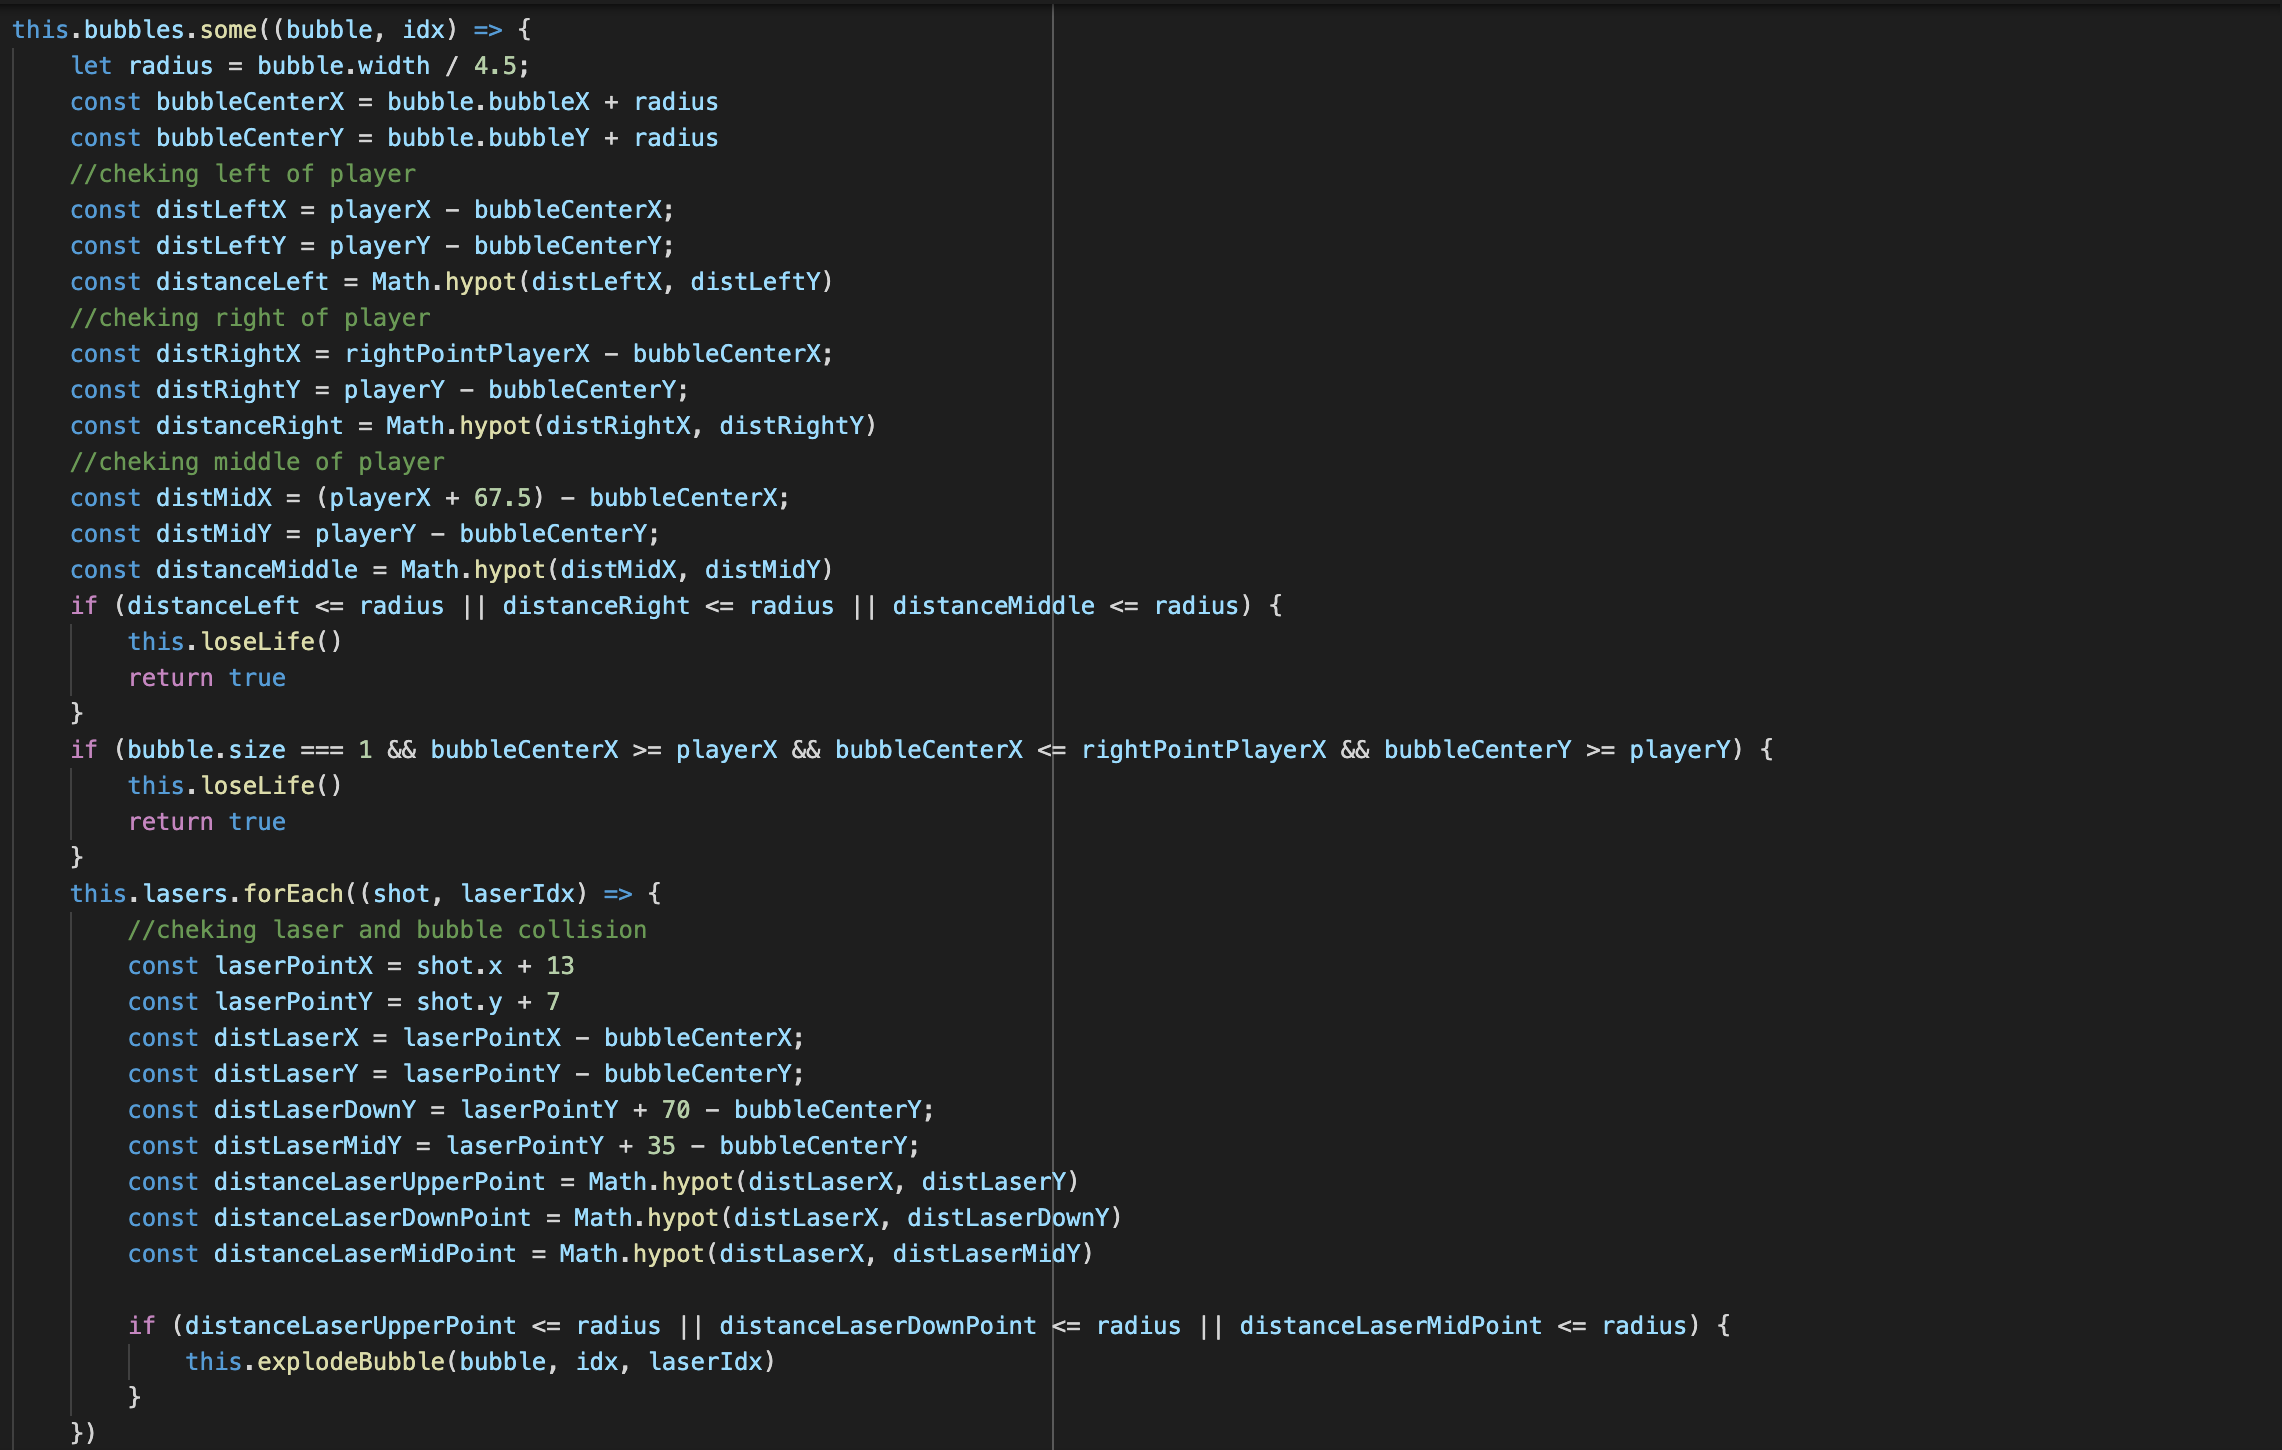 this.bubbles.some((bubble, idx) => {
    let radius = bubble.width / 4.5;
    const bubbleCenterX = bubble.bubbleX + radius
    const bubbleCenterY = bubble.bubbleY + radius
    //cheking left of player
    const distLeftX = playerX - bubbleCenterX;
    const distLeftY = playerY - bubbleCenterY;
    const distanceLeft = Math.hypot(distLeftX, distLeftY)
    //cheking right of player
    const distRightX = rightPointPlayerX - bubbleCenterX;
    const distRightY = playerY - bubbleCenterY;
    const distanceRight = Math.hypot(distRightX, distRightY)
    //cheking middle of player
    const distMidX = (playerX + 67.5) - bubbleCenterX;
    const distMidY = playerY - bubbleCenterY;
    const distanceMiddle = Math.hypot(distMidX, distMidY)
    if (distanceLeft <= radius || distanceRight <= radius || distanceMiddle <= radius) {
        this.loseLife()
        return true
    }
    if (bubble.size === 1 && bubbleCenterX >= playerX && bubbleCenterX <= rightPointPlayerX && bubbleCenterY >= playerY) {
        this.loseLife()
        return true
    }
    this.lasers.forEach((shot, laserIdx) => {
        //cheking laser and bubble collision
        const laserPointX = shot.x + 13
        const laserPointY = shot.y + 7
        const distLaserX = laserPointX - bubbleCenterX;
        const distLaserY = laserPointY - bubbleCenterY;
        const distLaserDownY = laserPointY + 70 - bubbleCenterY;
        const distLaserMidY = laserPointY + 35 - bubbleCenterY;
        const distanceLaserUpperPoint = Math.hypot(distLaserX, distLaserY)
        const distanceLaserDownPoint = Math.hypot(distLaserX, distLaserDownY)
        const distanceLaserMidPoint = Math.hypot(distLaserX, distLaserMidY)

        if (distanceLaserUpperPoint <= radius || distanceLaserDownPoint <= radius || distanceLaserMidPoint <= radius) {
            this.explodeBubble(bubble, idx, laserIdx)
        }
    })